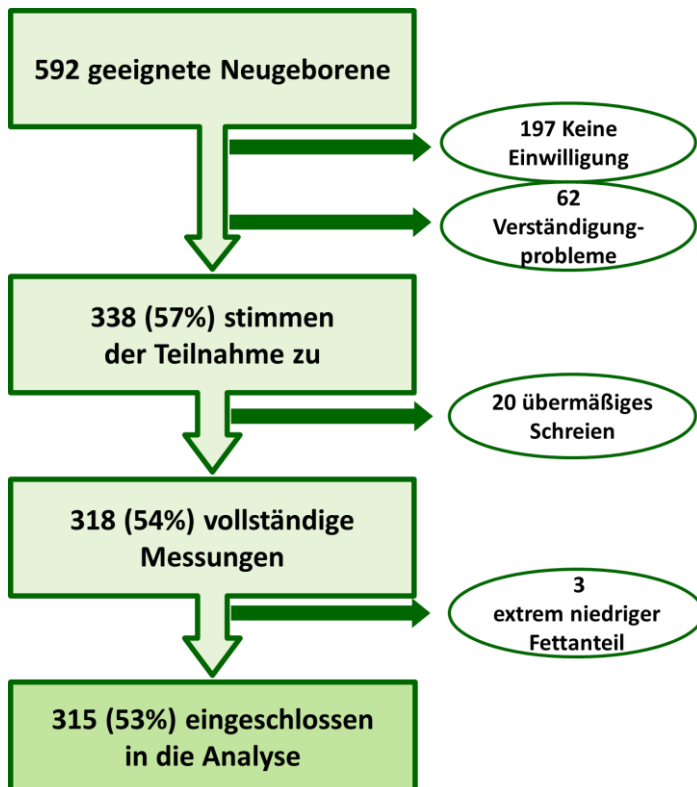 592 geeignete Neugeborene
197 Keine
Einwilligung
62
Verständigung-
probleme
338 (57%) stimmen
der Teilnahme zu
20 übermäßiges
Schreien
318 (54%) vollständige
Messungen
3
extrem niedriger
Fettanteil
315 (53%) eingeschlossen
in die Analyse